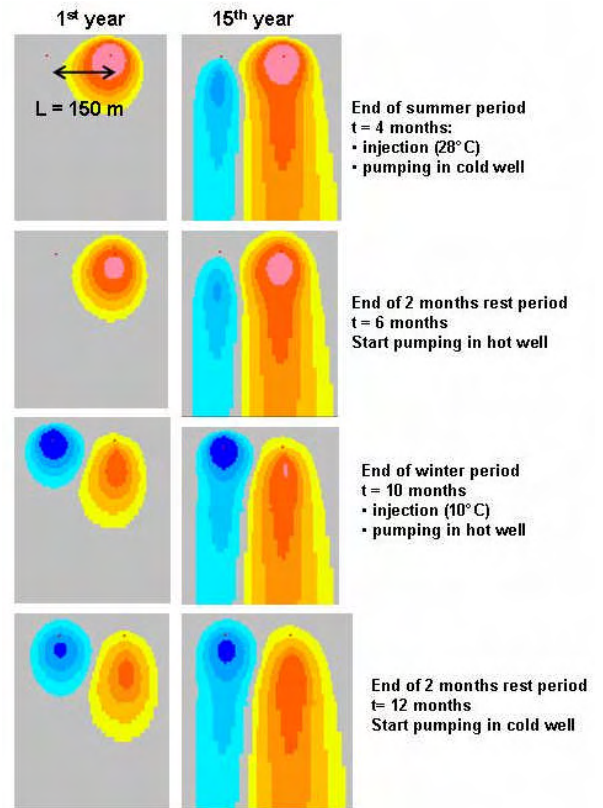 1st year
15th year
L = 150 m
End of summer period
t = 4 months:
• injection (28°C)
• pumping in cold well
End of 2 months rest period
t = 6 months
Start pumping in hot well
End of winter period
t = 10 months
• injection (10°C)
• pumping in hot well
End of 2 months rest period
t= 12 months
Start pumping in cold well